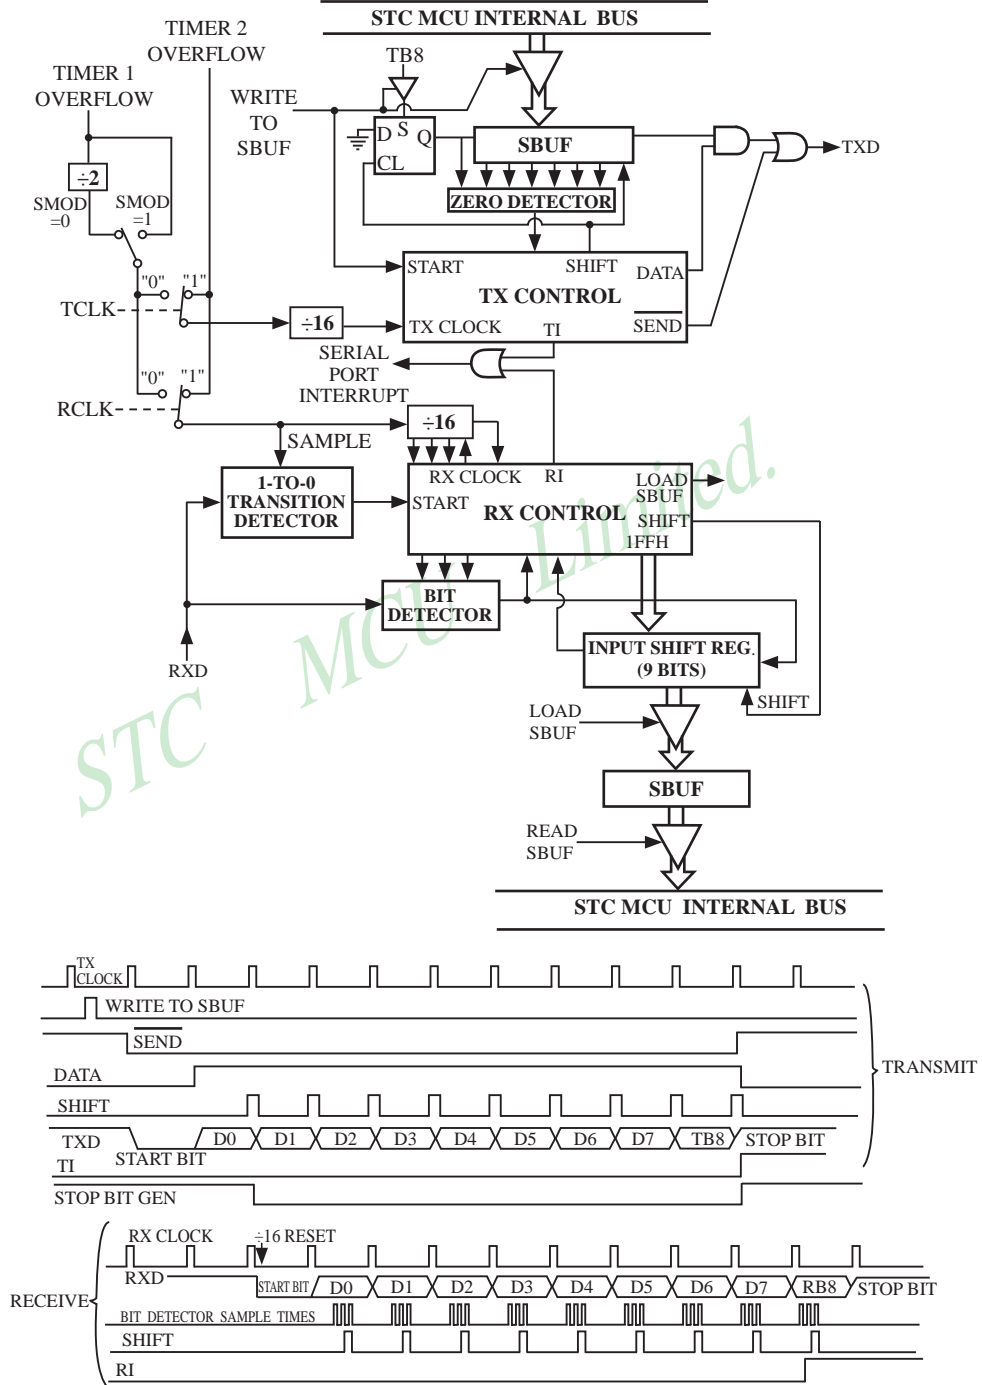 STC MCU INTERNAL BUS
TIMER 2
OVERFLOW
TB8
TIMER 1
OVERFLOW
WRITE
TO
SBUF
D S Q
CL
SBUF
TXD
÷2
ZERO DETECTOR
SMOD
=0
SMOD
=1
START
SHIFT
DATA
TX CONTROL
"0" "1"
TCLK
÷16
TX CLOCK
TI
SEND
SERIAL
PORT
INTERRUPT
"0" "1"
RCLK
÷16
SAMPLE
1-TO-0
TRANSITION
DETECTOR
RX CLOCK
RI
LOAD
SBUF
START
RX CONTROL
SHIFT
1FFH
BIT
DETECTOR
RXD
INPUT SHIFT REG.
(9 BITS)
SHIFT
LOAD
SBUF
SBUF
READ
SBUF
STC MCU INTERNAL BUS
STC MCU Limited.
TX
CLOCK
WRITE TO SBUF
SEND
DATA
TRANSMIT
SHIFT
TXD
START BIT
D0 D1 D2 D3 D4 D5 D6 D7 TB8 STOP BIT
TI
STOP BIT GEN
RX CLOCK
÷16 RESET
RXD
START BIT D0 D1 D2 D3 D4 D5 D6 D7 RB8 STOP BIT
RECEIVE
BIT DETECTOR SAMPLE TIMES
SHIFT
RI